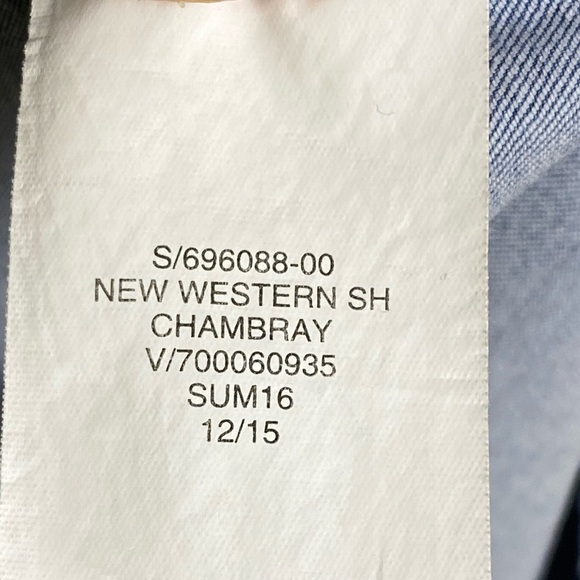 S/696088-00
NEW WESTERN SH
CHAMBRAY
V/700060935
SUM16
12/15